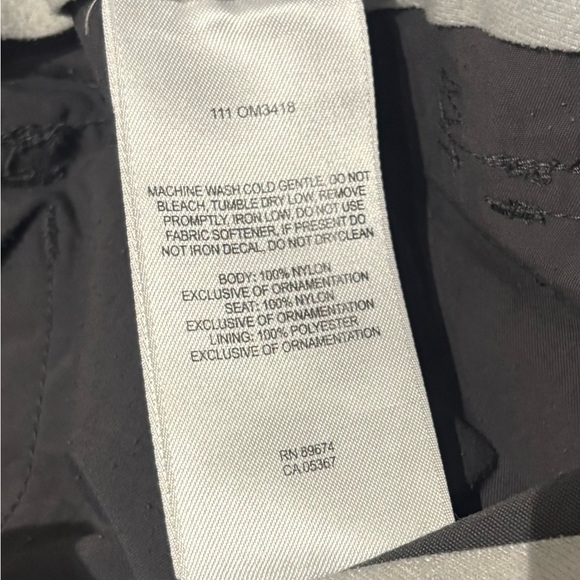 111 OM3418
MACHINE WASH COLD GENTLE, DO NOT
BLEACH, TUMBLE DRY LOW, REMOVE
PROMPTLY, IRON LOW, DO NOT USE
FABRIC SOFTENER, IF PRESENT DO
NOT IRON DECAL, DO NOT DRYCLEAN
BODY: 100% NYLON
EXCLUSIVE OF ORNAMENTATION
SEAT: 100% NYLON
EXCLUSIVE OF ORNAMENTATION
LINING: 100% POLYESTER
EXCLUSIVE OF ORNAMENTATION
RN 89674
CA 05367